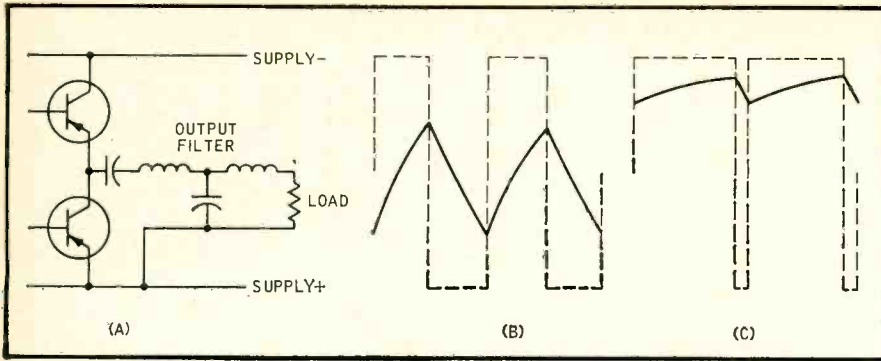 SUPPLY-
OUTPUT
FILTER
LOAD
SUPPLY+
(A)
(B)
(C)